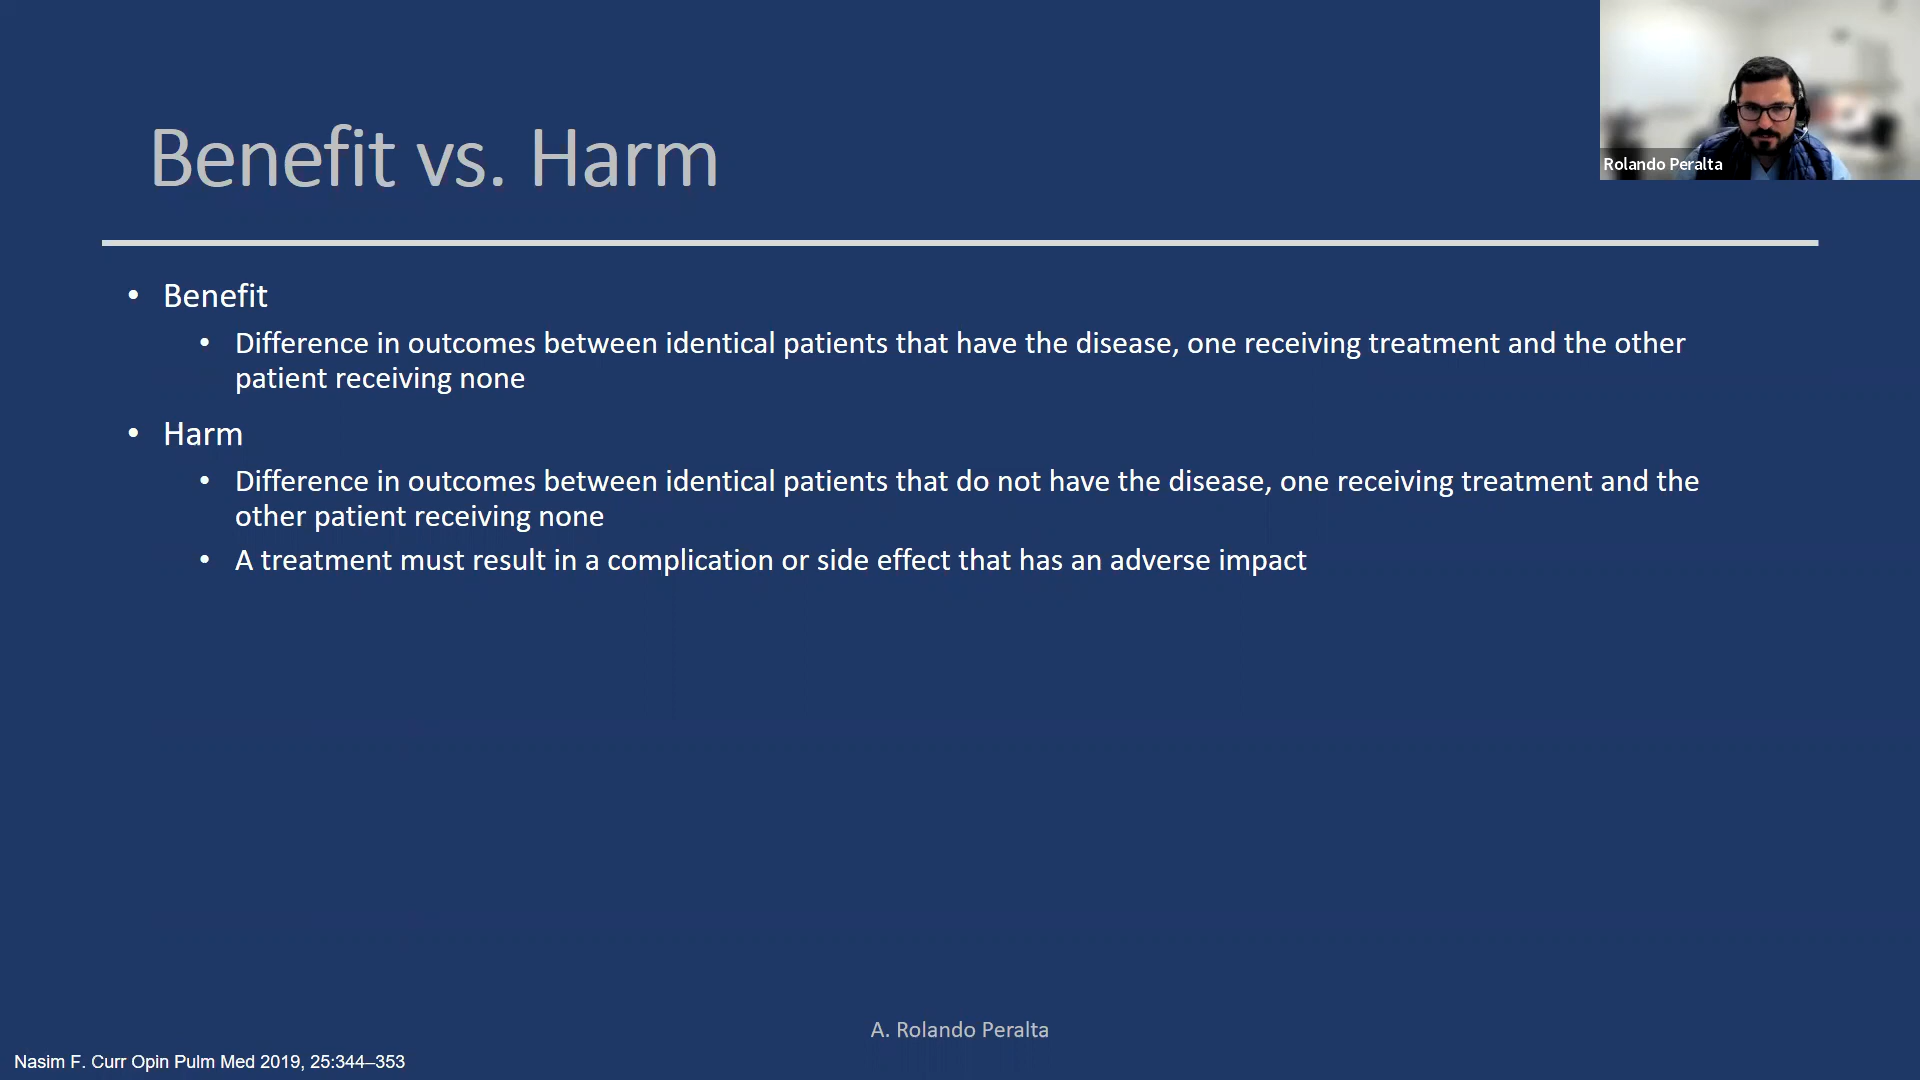 Benefit vs. Harm
Rolando Peralta
• Benefit
• Difference in outcomes between identical patients that have the disease, one receiving treatment and the other
patient receiving none
• Harm
• Difference in outcomes between identical patients that do not have the disease, one receiving treatment and the
other patient receiving none
• A treatment must result in a complication or side effect that has an adverse impact
A. Rolando Peralta
Nasim F. Curr Opin Pulm Med 2019, 25:344–353